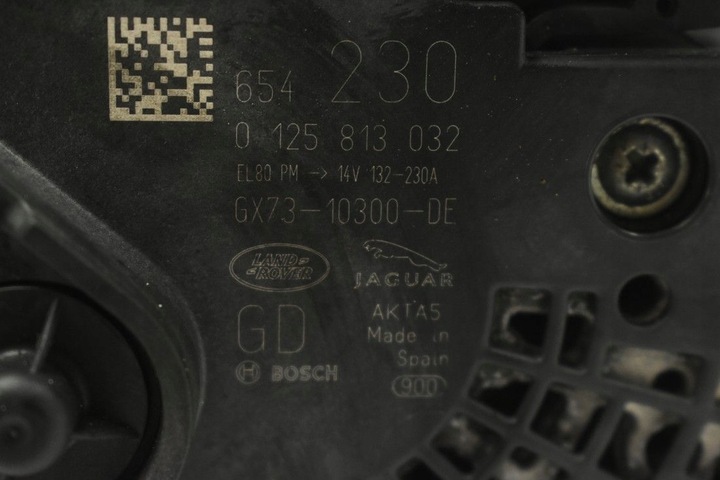 654 230
0 125 813 032
EL80 PM -> 14V 132-230A
GX73-10300-DE
LAND ROVER
JAGUAR
GD
AKTA5
Made in
Spain
BOSCH
900